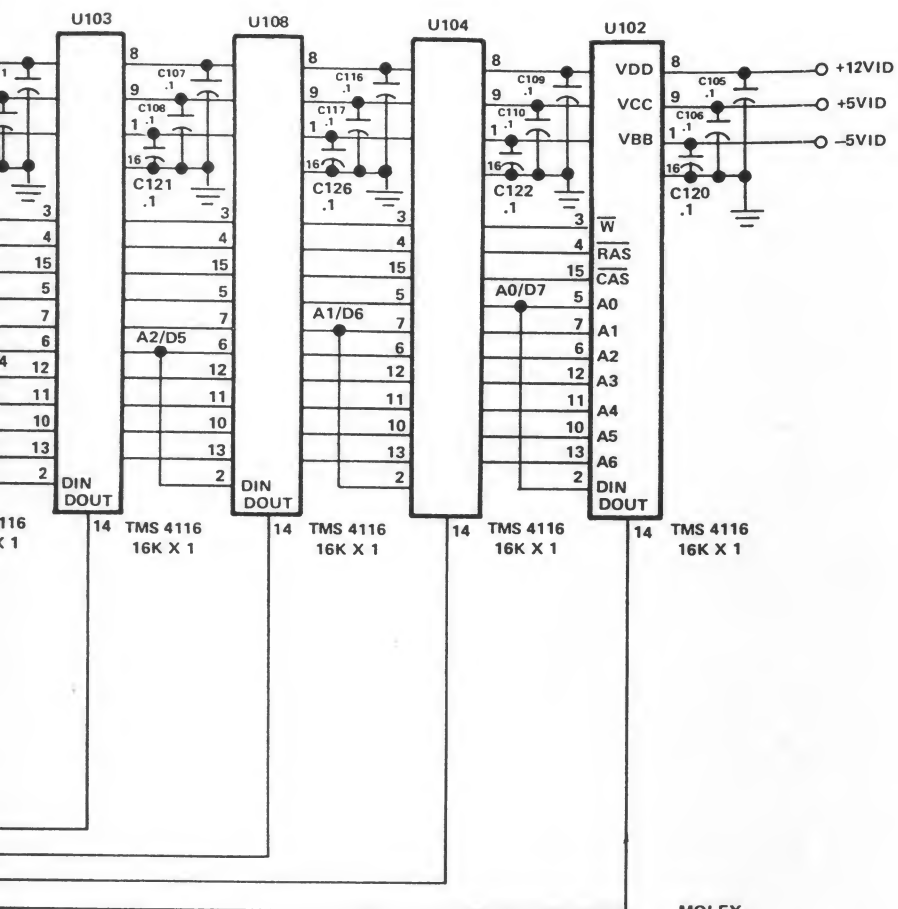 U103
U108
U104
U102
1
8
C107
.1
9
C108
.1
1
16
C121
.1
8
C116
.1
9
C117
.1
1
16
C126
.1
8
C109
.1
9
C110
.1
1
16
C122
.1
VDD
8
C105
.1
+12VID
VCC
9
C106
.1
+5VID
VBB
1
-5VID
16
C120
.1
3
3
3
3
W
4
4
4
4
RAS
15
15
15
15
CAS
5
5
5
A0/D7
5
A0
7
7
A1/D6
7
7
A1
6
A2/D5
6
6
6
A2
4
12
12
12
12
A3
11
11
11
11
A4
10
10
10
10
A5
13
13
13
13
A6
2
2
2
2
DIN
DOUT
DIN
DOUT
DIN
DOUT
116
K 1
14
TMS 4116
16K X 1
14
TMS 4116
16K X 1
14
TMS 4116
16K X 1
14
TMS 4116
16K X 1